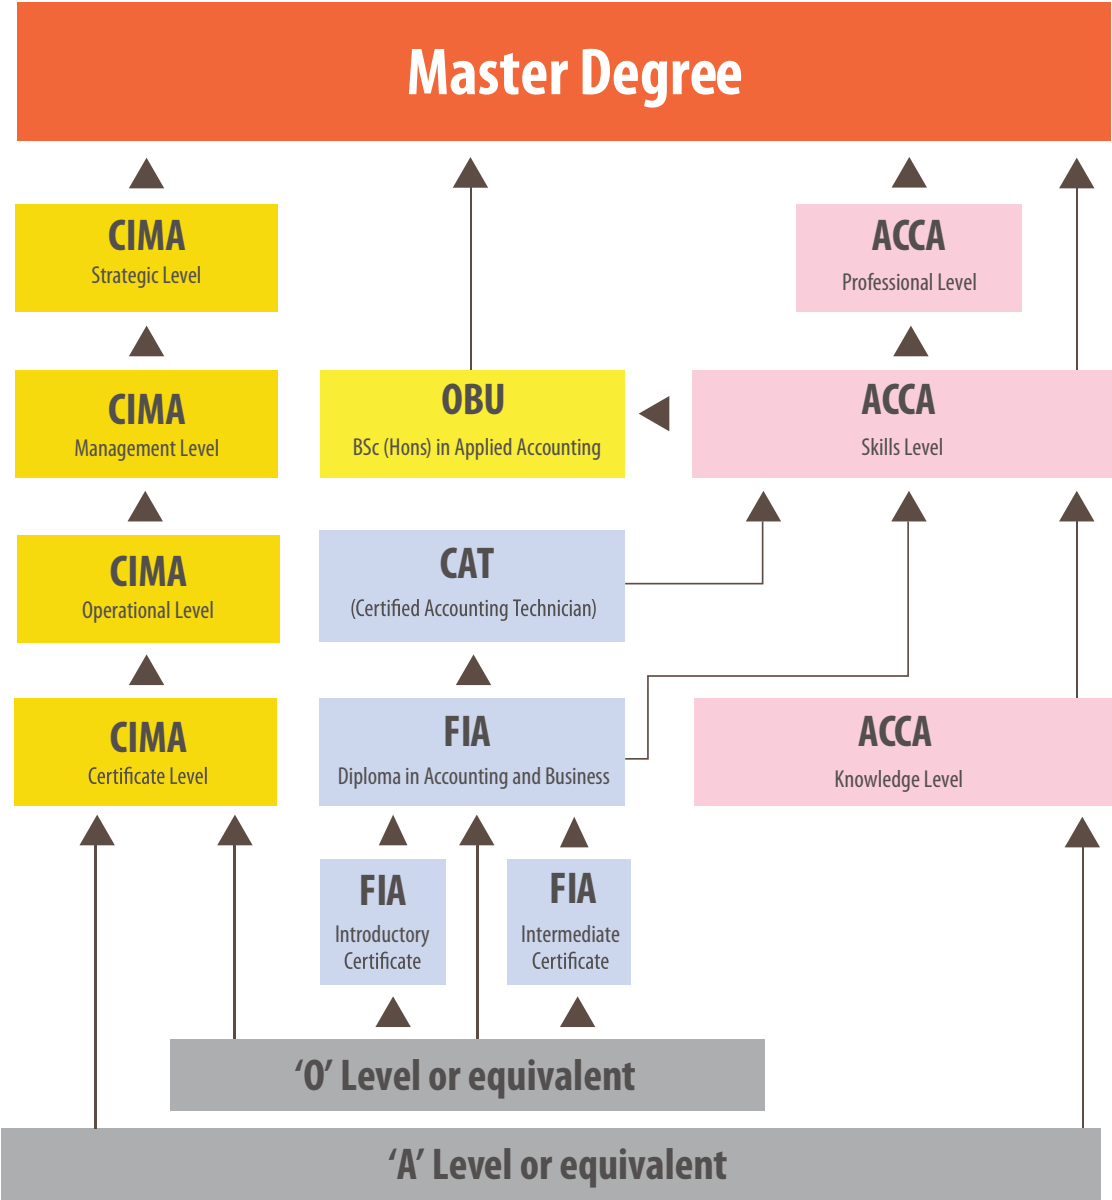 Master Degree
CIMA
Strategic Level
ACCA
Professional Level
CIMA
Management Level
OBU
BSc (Hons) in Applied Accounting
ACCA
Skills Level
CIMA
Operational Level
CAT
(Certified Accounting Technician)
CIMA
Certificate Level
FIA
Diploma in Accounting and Business
ACCA
Knowledge Level
FIA
Introductory
Certificate
FIA
Intermediate
Certificate
‘O’ Level or equivalent
‘A’ Level or equivalent